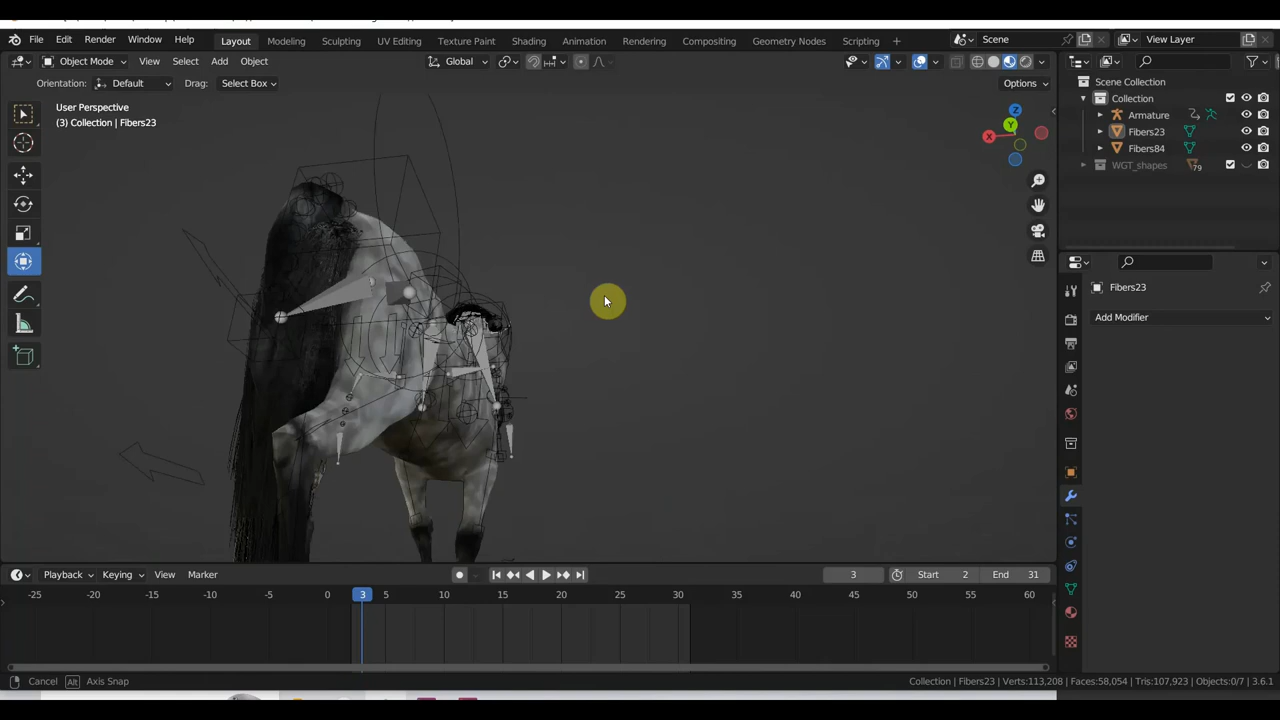 File Edit Render Window Help Layout Modeling Sculpting UV Editing Texture Paint Shading Animation Rendering Compositing Geometry Nodes Scripting + Scene View Layer
Object Mode View Select Add Object Global
Orientation: Default Drag: Select Box Options
User Perspective
(3) Collection | Fibers23
X
Y
Z
Scene Collection
Collection
Armature
Fibers23
Fibers84
WGT_shapes 79
Fibers23
Add Modifier
Playback Keying View Marker 3 Start 2 End 31
-25 -20 -15 -10 -5 0 3 5 10 15 20 25 30 35 40 45 50 55 60
Cancel Alt Axis Snap Collection | Fibers23 | Verts:113,208 | Faces:58,054 | Tris:107,923 | Objects:0/7 | 3.6.1